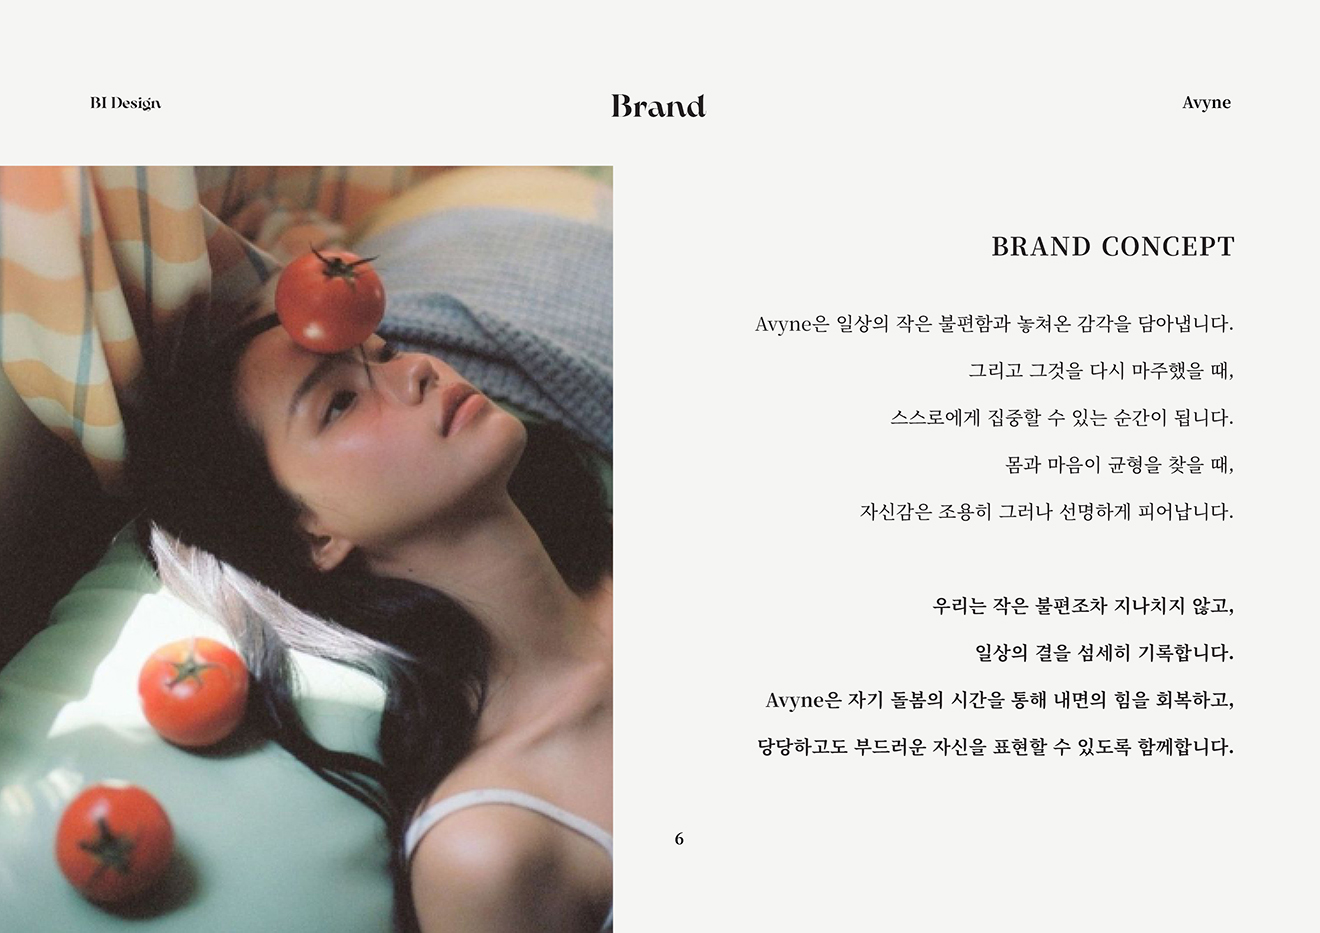 BI Design
Brand
Avyne
BRAND CONCEPT
Avyne은 일상의 작은 불편함과 놓쳐온 감각을 담아냅니다.
그리고 그것을 다시 마주했을 때,
스스로에게 집중할 수 있는 순간이 됩니다.
몸과 마음이 균형을 찾을 때,
자신감은 조용히 그러나 선명하게 피어납니다.
우리는 작은 불편조차 지나치지 않고,
일상의 결을 섬세히 기록합니다.
Avyne은 자기 돌봄의 시간을 통해 내면의 힘을 회복하고,
당당하고도 부드러운 자신을 표현할 수 있도록 함께합니다.
6